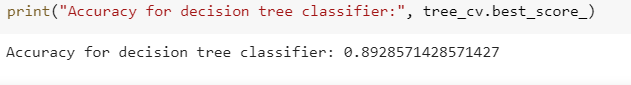 print("Accuracy for decision tree classifier:", tree_cv.best_score_)
Accuracy for decision tree classifier: 0.8928571428571427